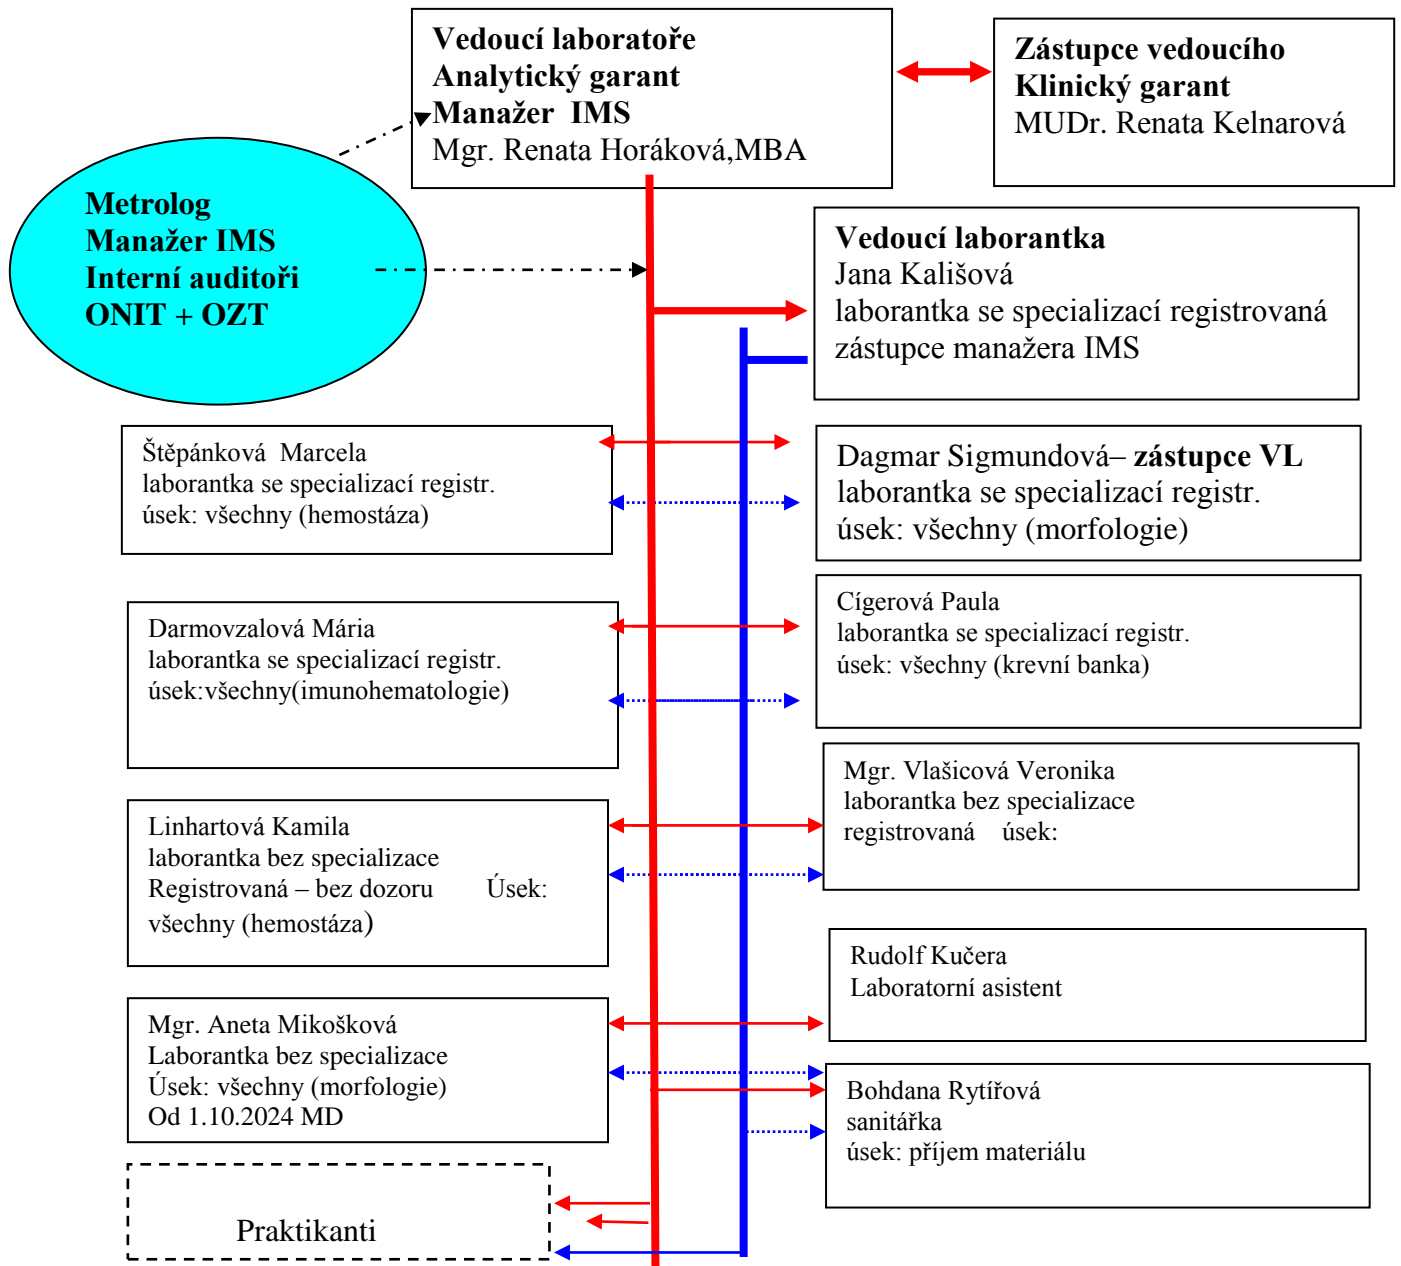 Vedoucí laboratoře
Analytický garant
Manažer  IMS
Mgr. Renata Horáková,MBA
Zástupce vedoucího
Klinický garant
MUDr. Renata Kelnarová
Metrolog
Manažer IMS
Interní auditoři
ONIT + OZT
Vedoucí laborantka
Jana Kališová
laborantka se specializací registrovaná
zástupce manažera IMS
Štěpánková  Marcela
laborantka se specializací registr.
úsek: všechny (hemostáza)
Dagmar Sigmundová– zástupce VL
laborantka se specializací registr.
úsek: všechny (morfologie)
Darmovzalová Mária
laborantka se specializací registr.
úsek:všechny(imunohematologie)
Cígerová Paula
laborantka se specializací registr.
úsek: všechny (krevní banka)
Linhartová Kamila
laborantka bez specializace
Registrovaná – bez dozoru        Úsek:
všechny (hemostáza)
Mgr. Vlašicová Veronika
laborantka bez specializace
registrovaná    úsek:
Mgr. Aneta Mikošková
Laborantka bez specializace
Úsek: všechny (morfologie)
Od 1.10.2024 MD
Rudolf Kučera
Laboratorní asistent
Bohdana Rytířová
sanitářka
úsek: příjem materiálu
Praktikanti